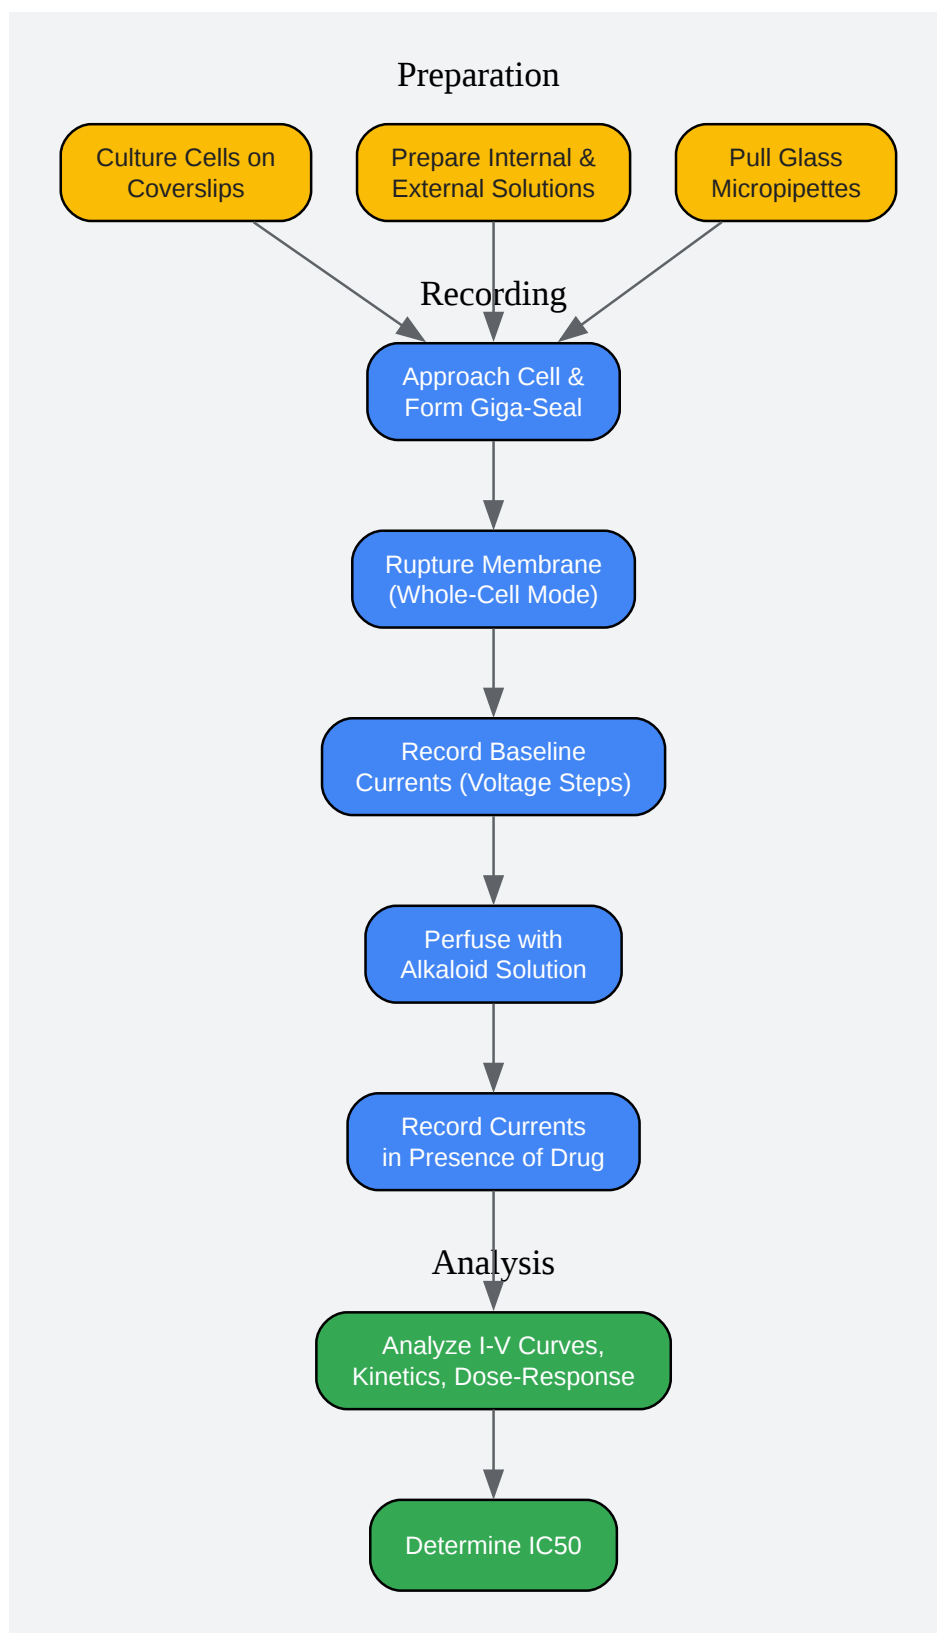 Preparation
Culture Cells on
Coverslips
Prepare Internal &
External Solutions
Pull Glass
Micropipettes
Recording
Approach Cell &
Form Giga-Seal
Rupture Membrane
(Whole-Cell Mode)
Record Baseline
Currents (Voltage Steps)
Perfuse with
Alkaloid Solution
Record Currents
in Presence of Drug
Analysis
Analyze I-V Curves,
Kinetics, Dose-Response
Determine IC50